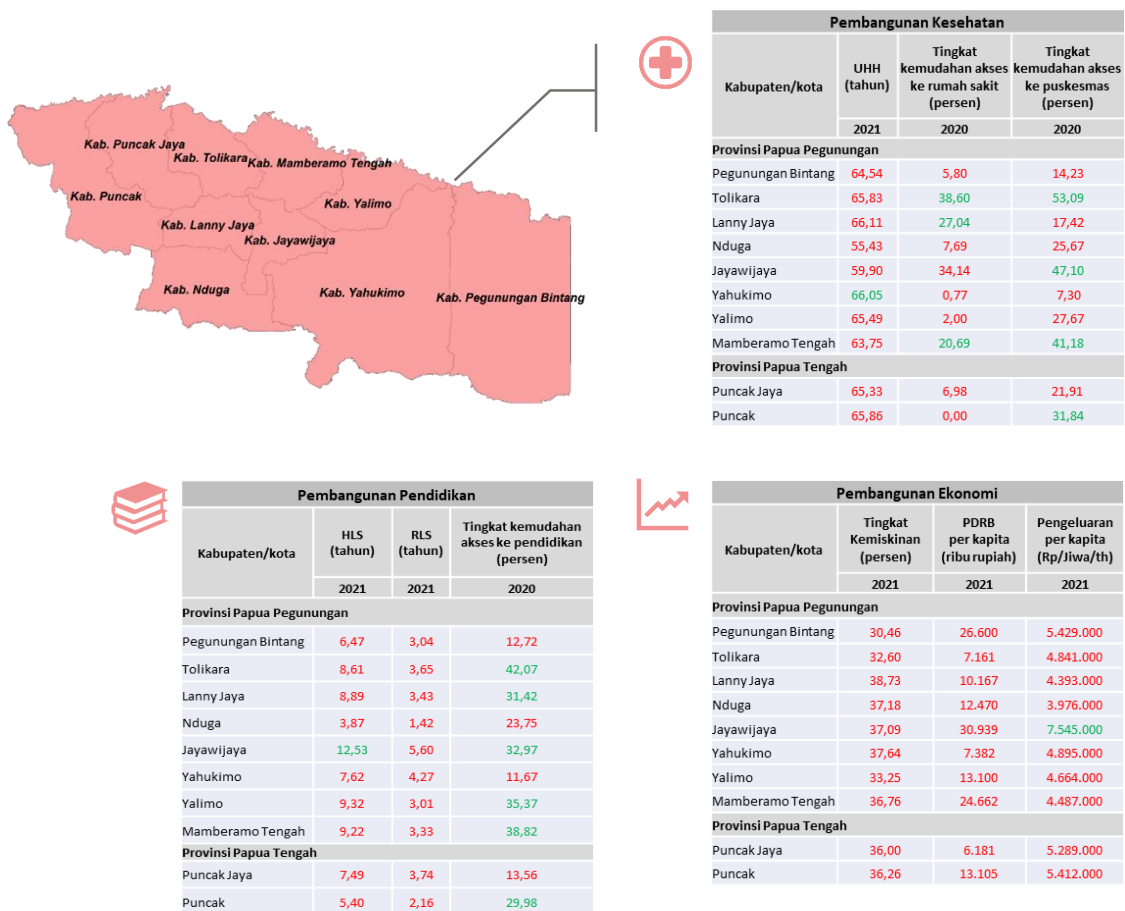 Kab. Puncak Jaya
Kab. Tolikara
Kab. Mamberamo Tengah
Kab. Puncak
Kab. Yalimo
Kab. Lanny Jaya
Kab. Jayawijaya
Kab. Nduga
Kab. Yahukimo
Kab. Pegunungan Bintang
Pembangunan Kesehatan
Kabupaten/kota UHH (tahun) Tingkat kemudahan akses ke rumah sakit (persen) Tingkat kemudahan akses ke puskesmas (persen)
2021 2020 2020
Provinsi Papua Pegunungan
Pegunungan Bintang 64,54 5,80 14,23
Tolikara 65,83 38,60 53,09
Lanny Jaya 66,11 27,04 17,42
Nduga 55,43 7,69 25,67
Jayawijaya 59,90 34,14 47,10
Yahukimo 66,05 0,77 7,30
Yalimo 65,49 2,00 27,67
Mamberamo Tengah 63,75 20,69 41,18
Provinsi Papua Tengah
Puncak Jaya 65,33 6,98 21,91
Puncak 65,86 0,00 31,84
Pembangunan Pendidikan
Kabupaten/kota HLS (tahun) RLS (tahun) Tingkat kemudahan akses ke pendidikan (persen)
2021 2021 2020
Provinsi Papua Pegunungan
Pegunungan Bintang 6,47 3,04 12,72
Tolikara 8,61 3,65 42,07
Lanny Jaya 8,89 3,43 31,42
Nduga 3,87 1,42 23,75
Jayawijaya 12,53 5,60 32,97
Yahukimo 7,62 4,27 11,67
Yalimo 9,32 3,01 35,37
Mamberamo Tengah 9,22 3,33 38,82
Provinsi Papua Tengah
Puncak Jaya 7,49 3,74 13,56
Puncak 5,40 2,16 29,98
Pembangunan Ekonomi
Kabupaten/kota Tingkat Kemiskinan (persen) PDRB per kapita (ribu rupiah) Pengeluaran per kapita (Rp/Jiwa/th)
2021 2021 2021
Provinsi Papua Pegunungan
Pegunungan Bintang 30,46 26.600 5.429.000
Tolikara 32,60 7.161 4.841.000
Lanny Jaya 38,73 10.167 4.393.000
Nduga 37,18 12.470 3.976.000
Jayawijaya 37,09 30.939 7.545.000
Yahukimo 37,64 7.382 4.895.000
Yalimo 33,25 13.100 4.664.000
Mamberamo Tengah 36,76 24.662 4.487.000
Provinsi Papua Tengah
Puncak Jaya 36,00 6.181 5.289.000
Puncak 36,26 13.105 5.412.000